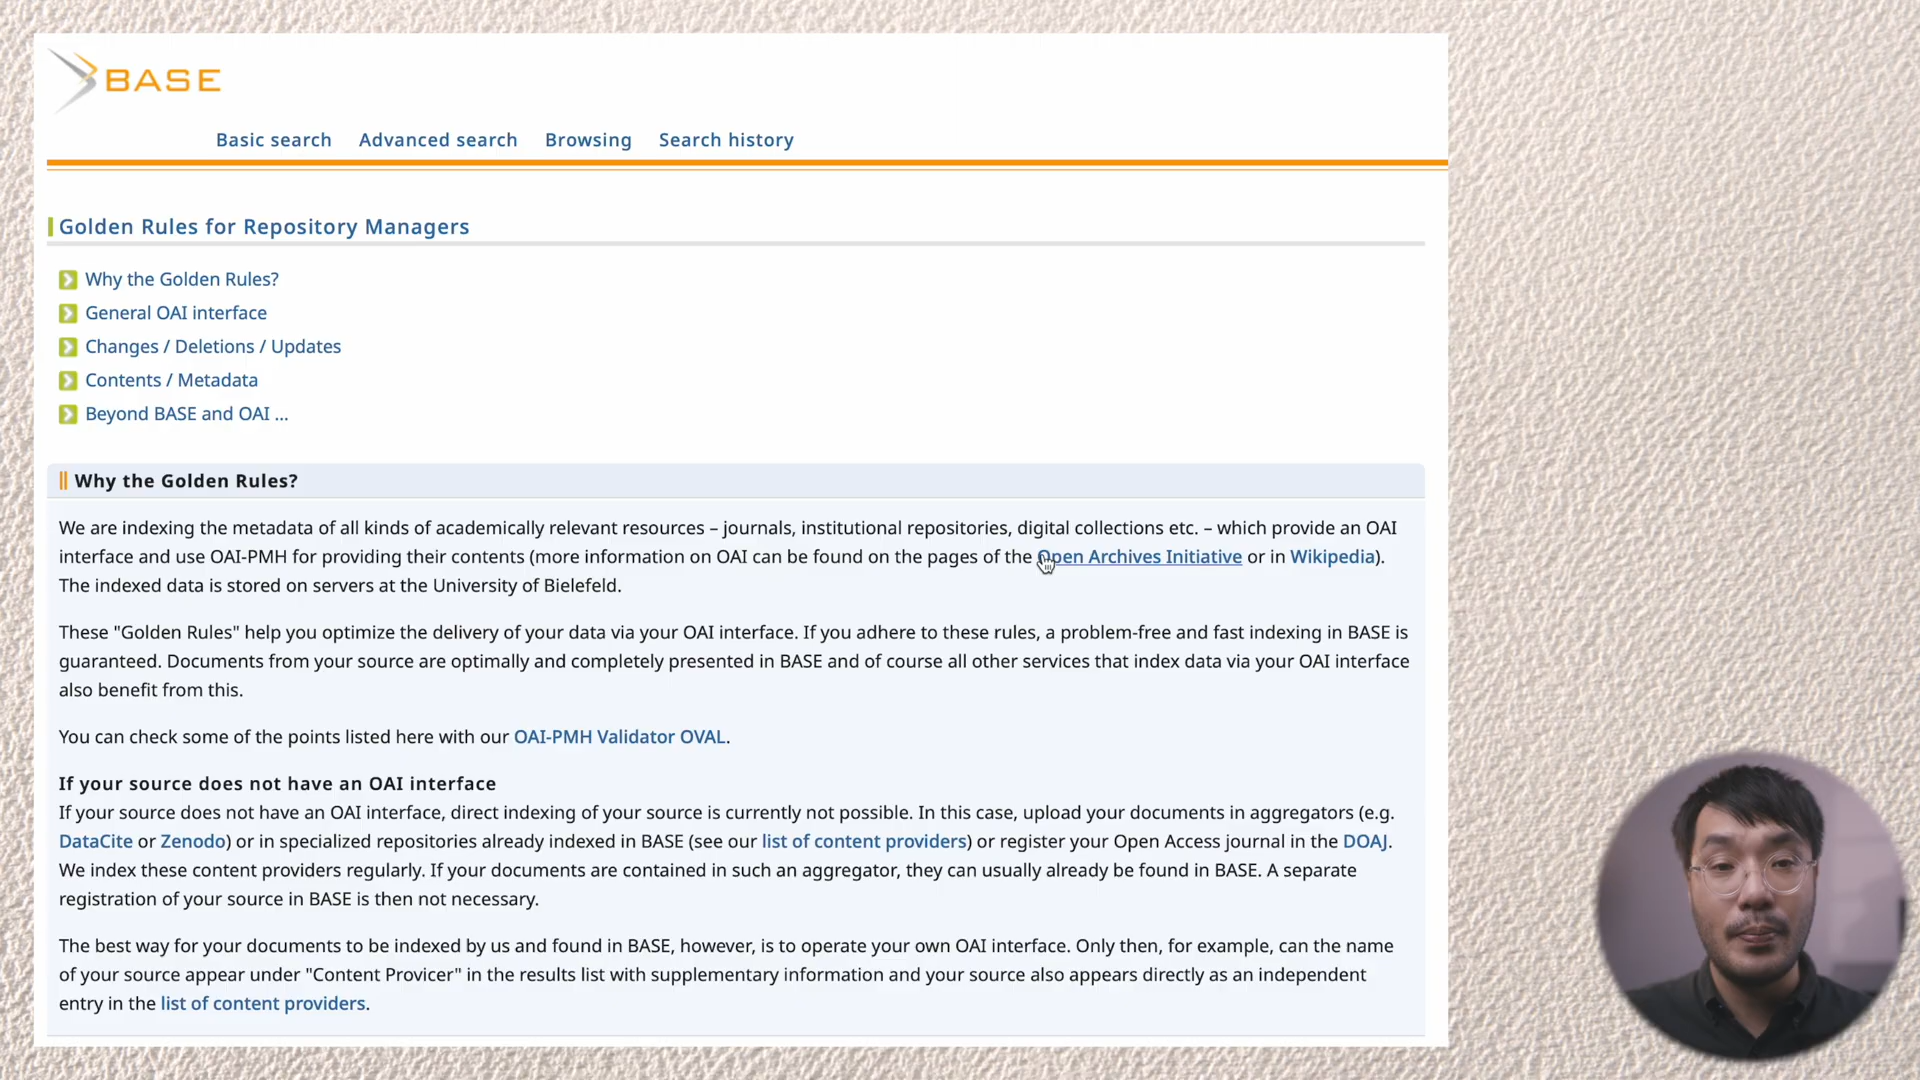 BASE
Basic search Advanced search Browsing Search history
Golden Rules for Repository Managers
Why the Golden Rules?
General OAI interface
Changes / Deletions / Updates
Contents / Metadata
Beyond BASE and OAI ...
Why the Golden Rules?
We are indexing the metadata of all kinds of academically relevant resources – journals, institutional repositories, digital collections etc. – which provide an OAI
interface and use OAI-PMH for providing their contents (more information on OAI can be found on the pages of the Open Archives Initiative or in Wikipedia).
The indexed data is stored on servers at the University of Bielefeld.
These "Golden Rules" help you optimize the delivery of your data via your OAI interface. If you adhere to these rules, a problem-free and fast indexing in BASE is
guaranteed. Documents from your source are optimally and completely presented in BASE and of course all other services that index data via your OAI interface
also benefit from this.
You can check some of the points listed here with our OAI-PMH Validator OVAL.
If your source does not have an OAI interface
If your source does not have an OAI interface, direct indexing of your source is currently not possible. In this case, upload your documents in aggregators (e.g.
DataCite or Zenodo) or in specialized repositories already indexed in BASE (see our list of content providers) or register your Open Access journal in the DOAJ.
We index these content providers regularly. If your documents are contained in such an aggregator, they can usually already be found in BASE. A separate
registration of your source in BASE is then not necessary.
The best way for your documents to be indexed by us and found in BASE, however, is to operate your own OAI interface. Only then, for example, can the name
of your source appear under "Content Provicer" in the results list with supplementary information and your source also appears directly as an independent
entry in the list of content providers.